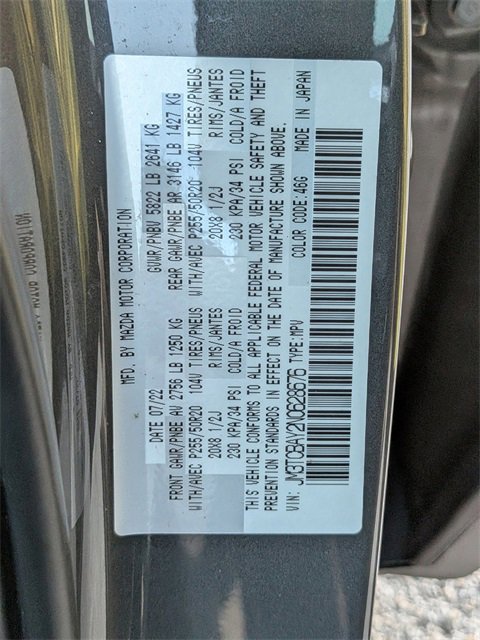 MFD. BY MAZDA MOTOR CORPORATION
DATE 07/22 GVWR/PNBV 5822 LB 2641 KG
FRONT GAWR/PNBE AV 2756 LB 1250 KG REAR GAWR/PNBE AR 3146 LB 1427 KG
WITH/AVEC P255/50R20 104V TIRES/PNEUS WITH/AVEC P255/50R20 104V TIRES/PNEUS
20X8 1/2J RIMS/JANTES 20X8 1/2J RIMS/JANTES
230 KPA/34 PSI COLD/A FROID 230 KPA/34 PSI COLD/A FROID
THIS VEHICLE CONFORMS TO ALL APPLICABLE FEDERAL MOTOR VEHICLE SAFETY AND THEFT
PREVENTION STANDARDS IN EFFECT ON THE DATE OF MANUFACTURE SHOWN ABOVE.
VIN: JM3TCBAY2N0628676 TYPE:MPV COLOR CODE:46G MADE IN JAPAN